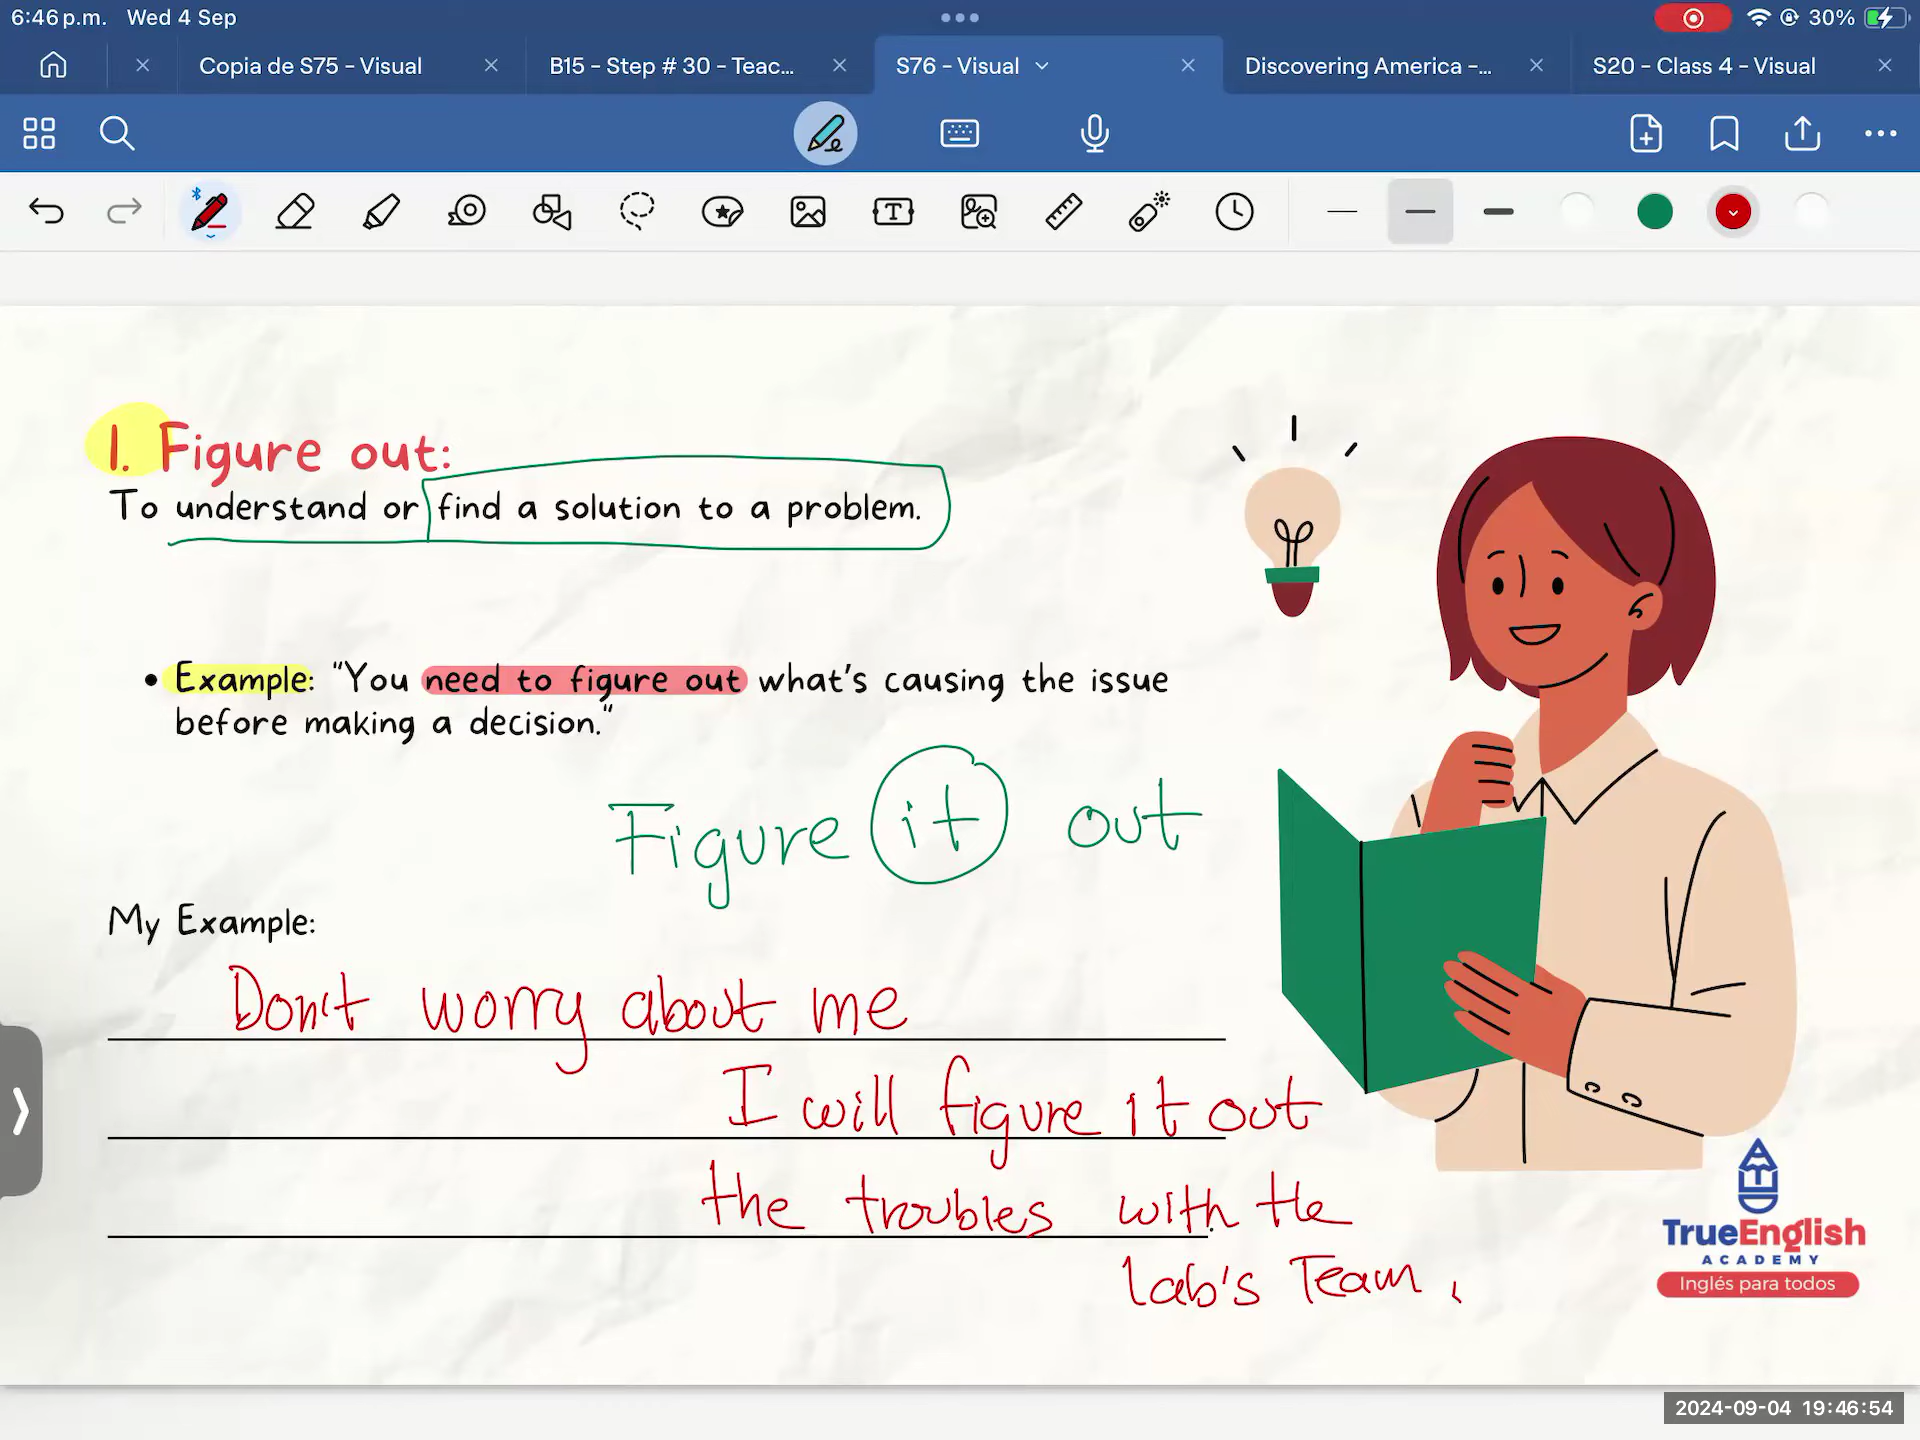 6:46 p.m. Wed 4 Sep
30%
Copia de S75 - Visual
B15 - Step # 30 - Teac...
S76 - Visual
Discovering America -...
S20 - Class 4 - Visual
1. Figure out:
To understand or find a solution to a problem.
• Example: "You need to figure out what's causing the issue
before making a decision."
Figure it out
My Example:
Don't worry about me
I will figure it out
the troubles with the
Lab's Team.
TrueEnglish
ACADEMY
Inglés para todos
2024-09-04 19:46:54